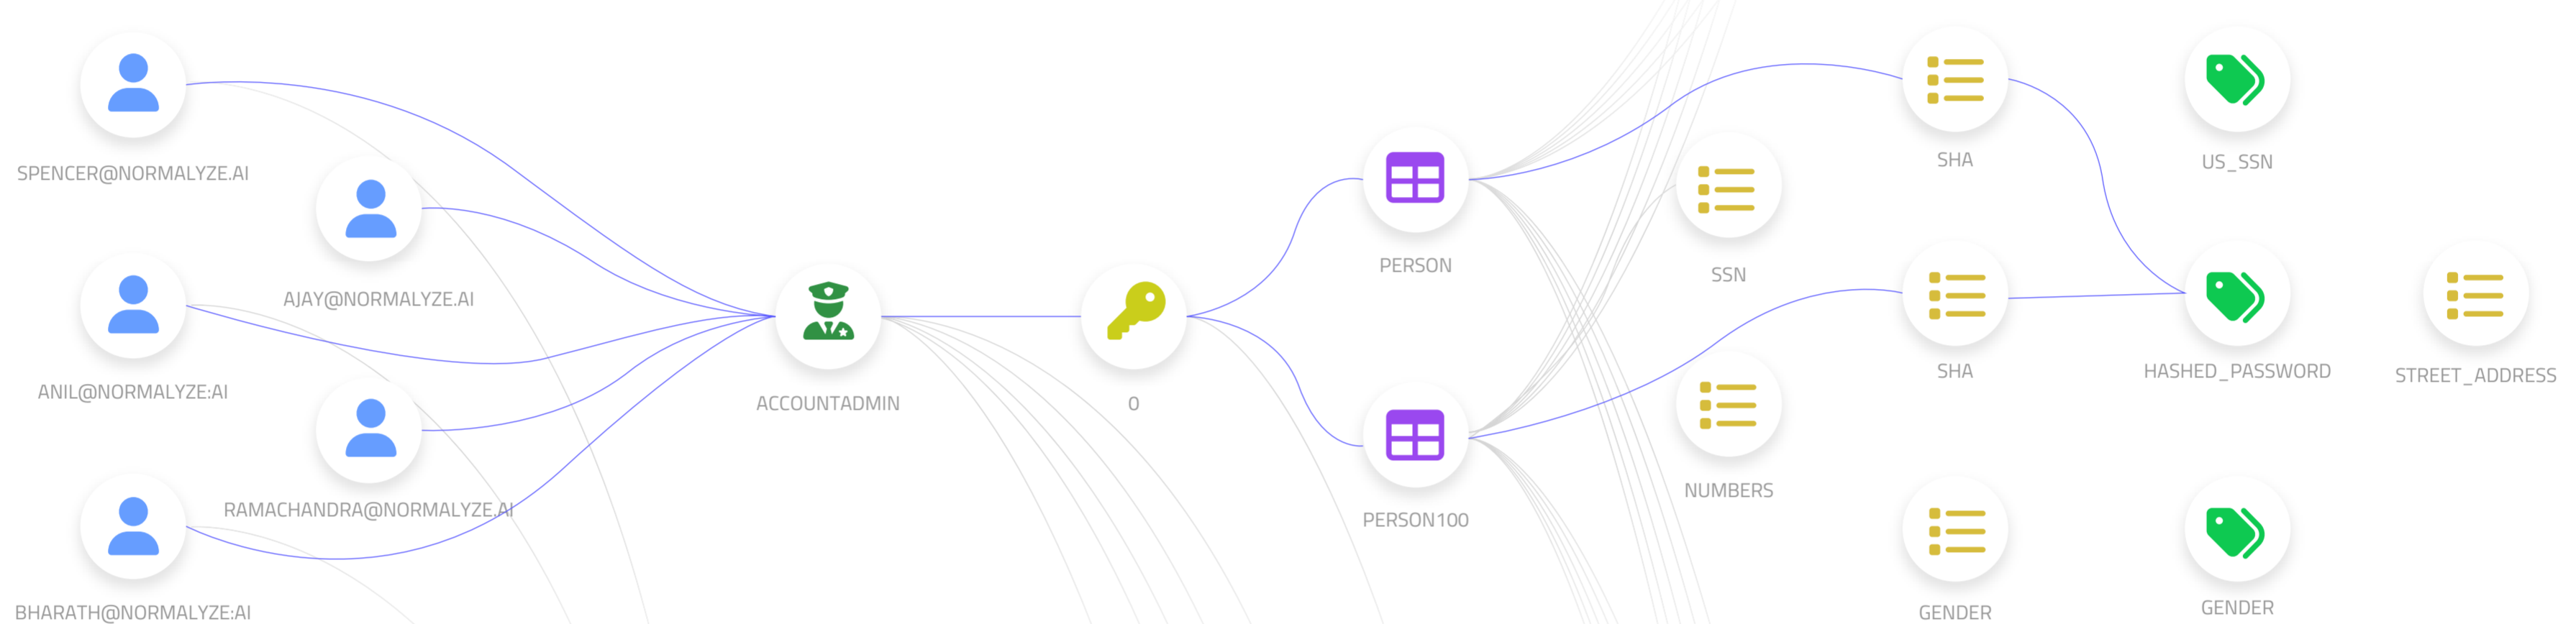 SPENCER@NORMALYZE.AI
AJAY@NORMALYZE.AI
ANIL@NORMALYZE:AI
RAMACHANDRA@NORMALYZE.AI
BHARATH@NORMALYZE:AI
ACCOUNTADMIN
0
PERSON
PERSON100
SSN
NUMBERS
SHA
SHA
GENDER
US_SSN
HASHED_PASSWORD
GENDER
STREET_ADDRESS